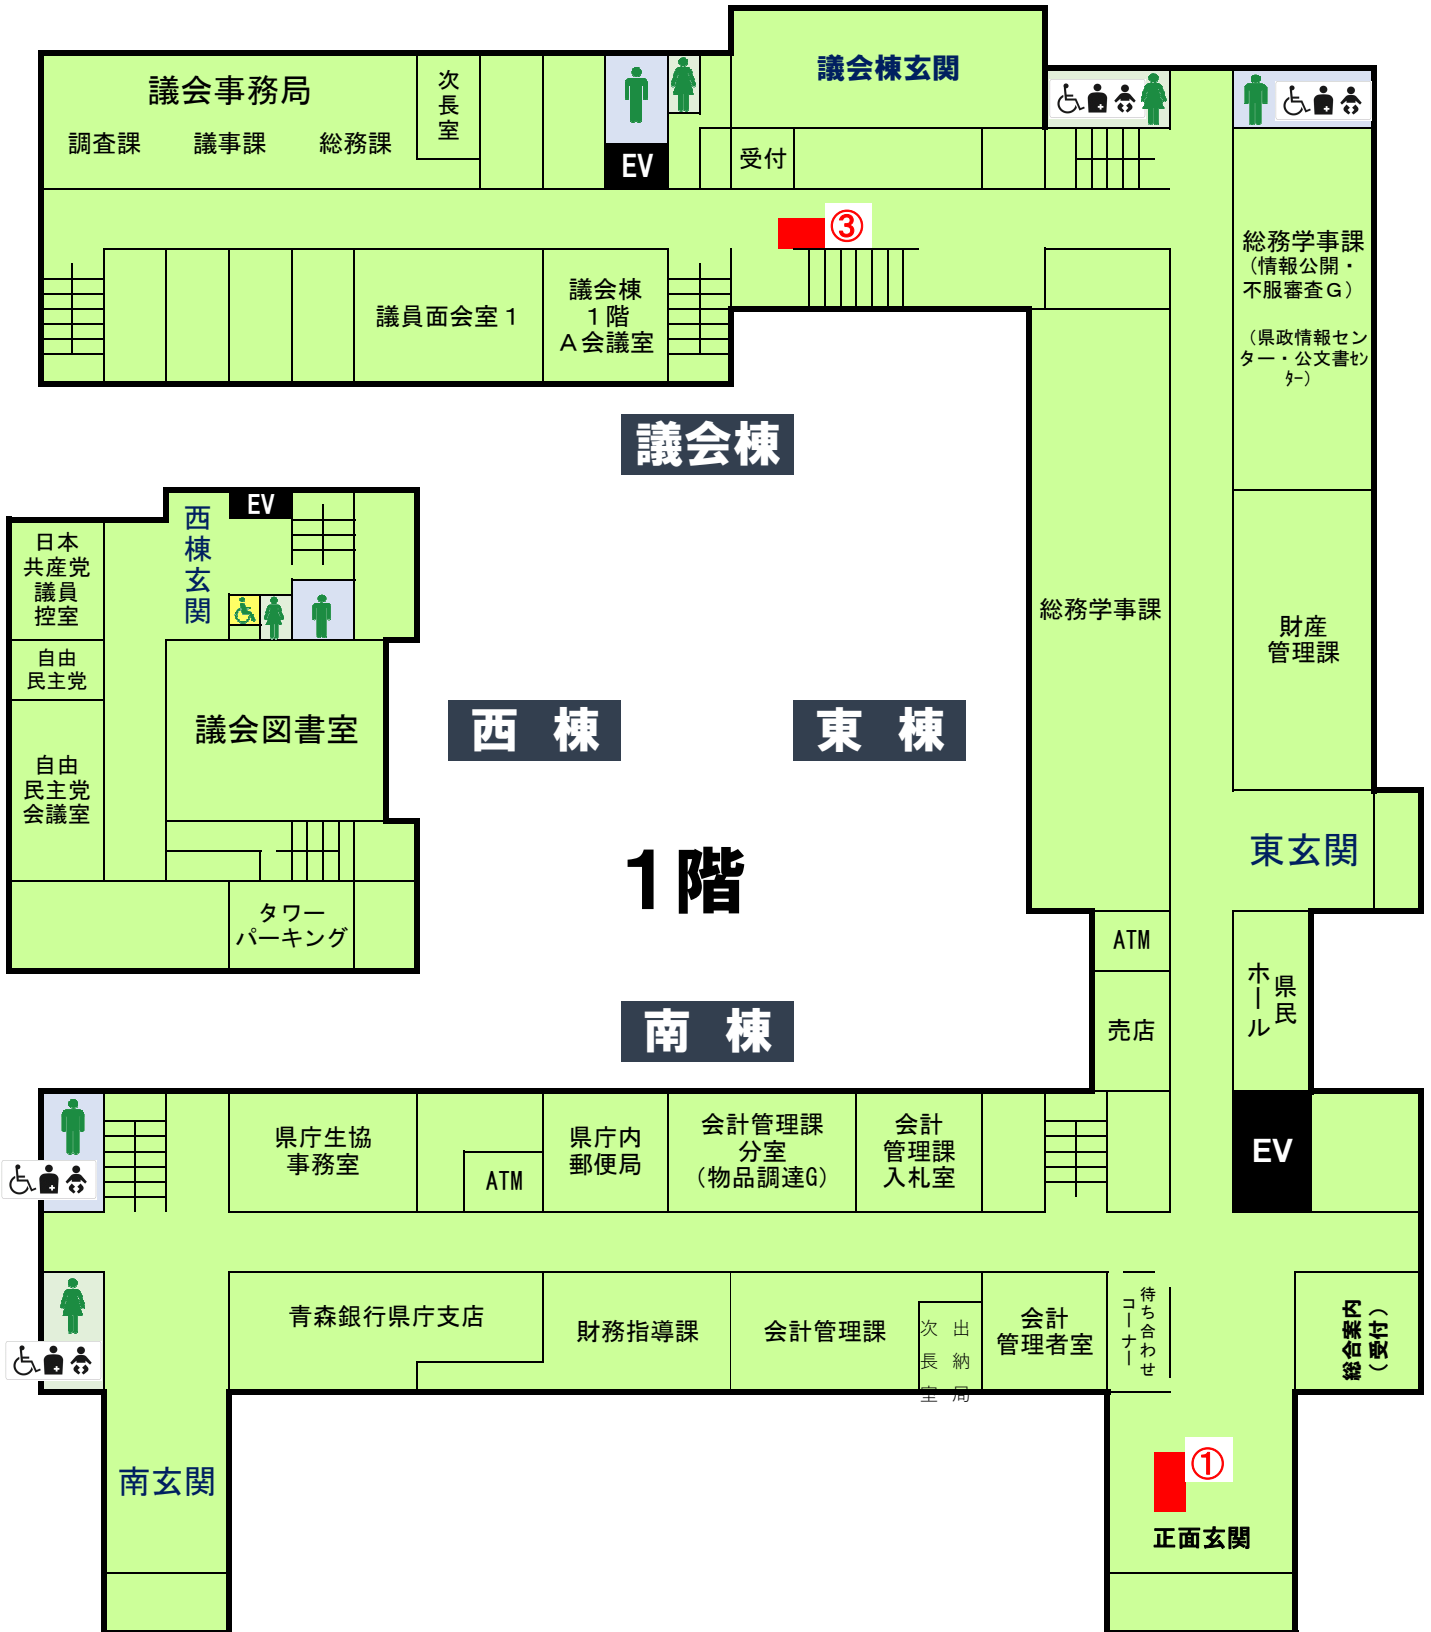 議会棟玄関
議会事務局
調査課　議事課　総務課
次長室
EV
受付
③
議員面会室１
議会棟
１階
Ａ会議室
総務学事課
（情報公開・
不服審査Ｇ）
（県政情報セン
ター・公文書ｾﾝ
ﾀｰ）
議会棟
EV
西棟玄関
日本
共産党
議員
控室
自由
民主党
自由
民主党
会議室
議会図書室
タワー
パーキング
西　棟
東　棟
1階
南　棟
総務学事課
財産
管理課
東玄関
ATM
売店
県民
ホール
EV
県庁生協
事務室
ATM
県庁内
郵便局
会計管理課
分室
（物品調達G）
会計
管理課
入札室
青森銀行県庁支店
財務指導課
会計管理課
出納局
次長室
会計
管理者室
待ち合わせ
コーナー
総合案内
（受付）
南玄関
①
正面玄関